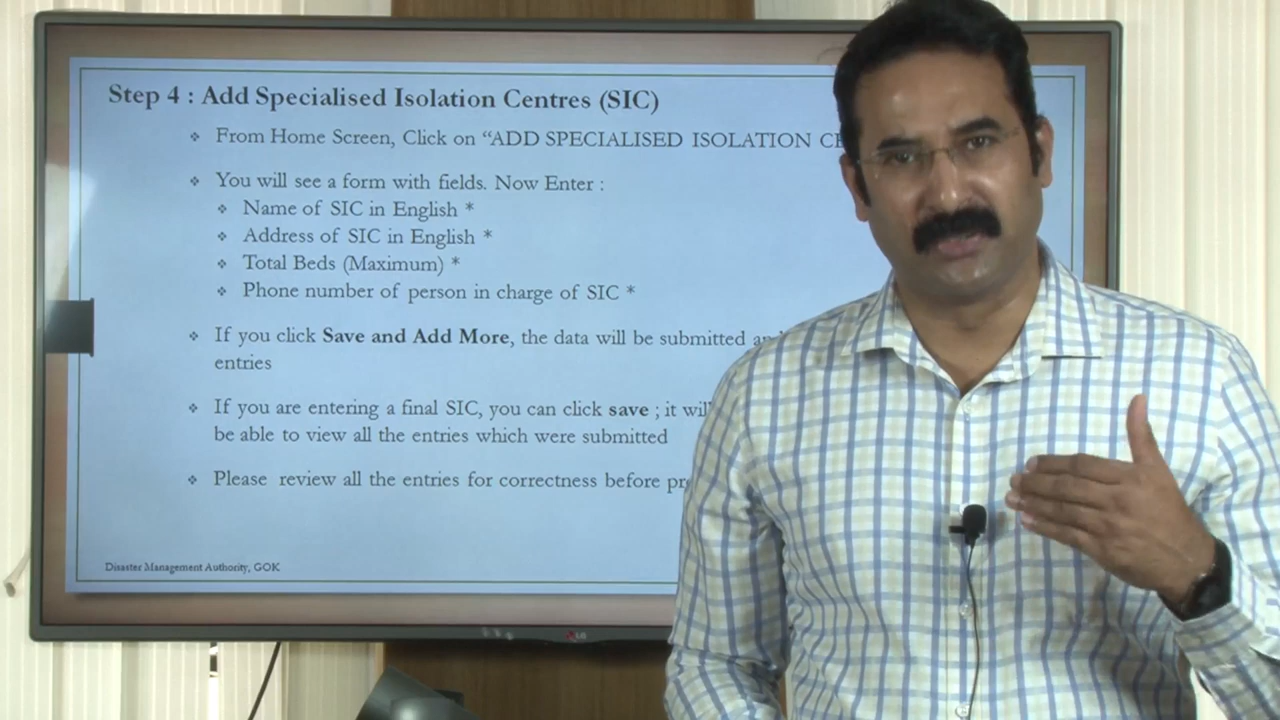 Step 4 : Add Specialised Isolation Centres (SIC)
❖ From Home Screen, Click on “ADD SPECIALISED ISOLATION
❖ You will see a form with fields. Now Enter :
❖ Name of SIC in English *
❖ Address of SIC in English *
❖ Total Beds (Maximum) *
❖ Phone number of person in charge of SIC *
❖ If you click Save and Add More, the data will be submitted
entries
❖ If you are entering a final SIC, you can click save ; it
be able to view all the entries which were submitted
❖ Please review all the entries for correctness before
Disaster Management Authority, GOK
LG